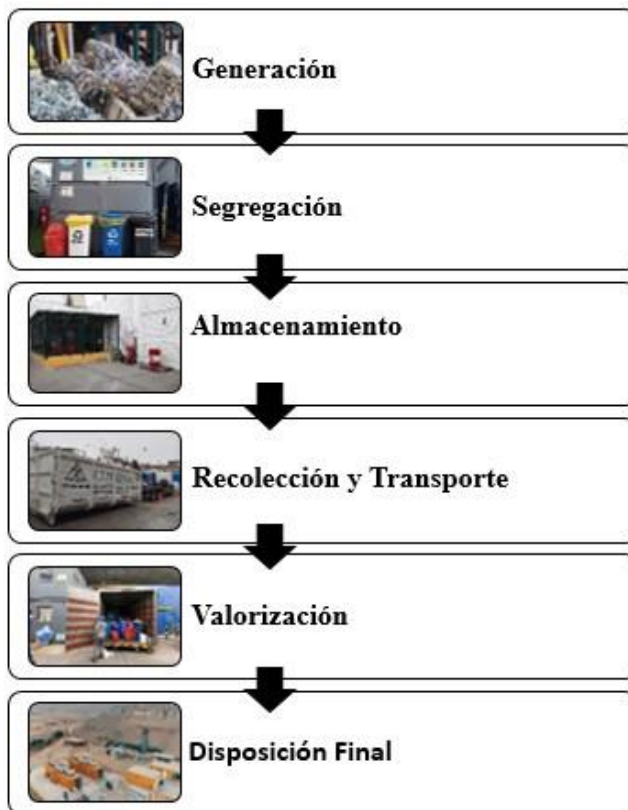 Generación
Segregación
Almacenamiento
Recolección y Transporte
Valorización
Disposición Final